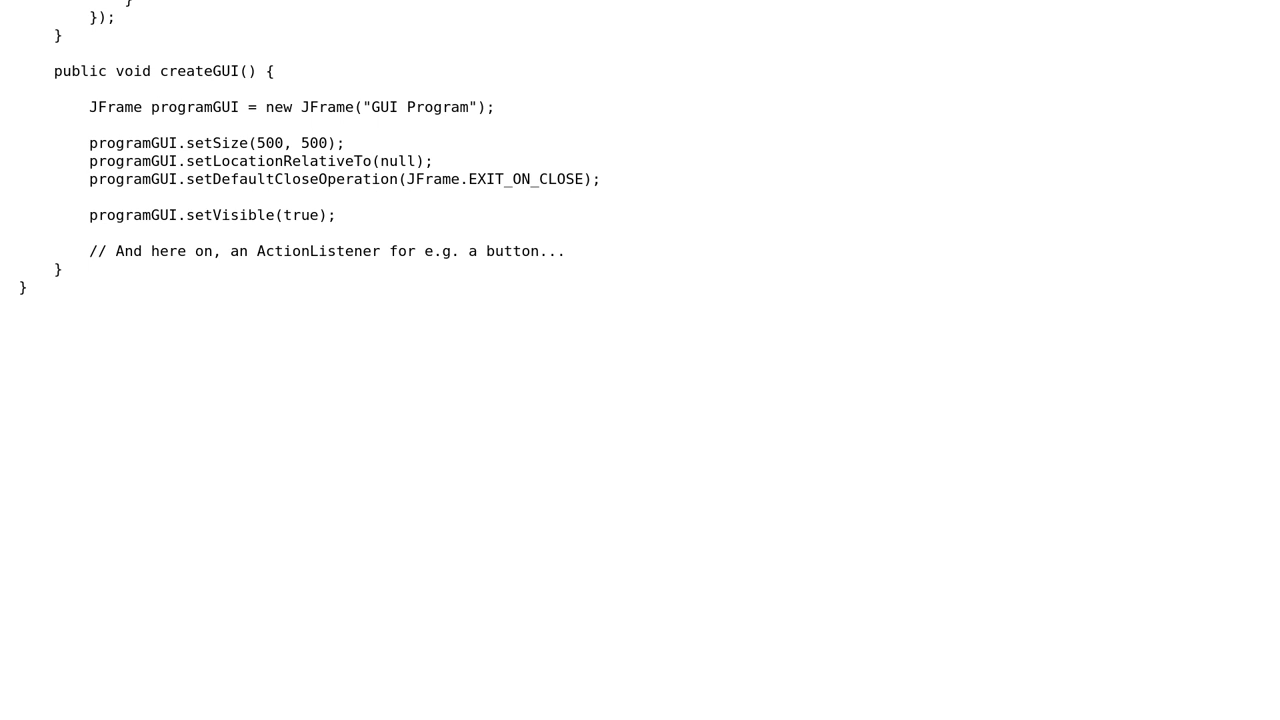 }
        });
    }

    public void createGUI() {

        JFrame programGUI = new JFrame("GUI Program");

        programGUI.setSize(500, 500);
        programGUI.setLocationRelativeTo(null);
        programGUI.setDefaultCloseOperation(JFrame.EXIT_ON_CLOSE);

        programGUI.setVisible(true);

        // And here on, an ActionListener for e.g. a button...
    }
}